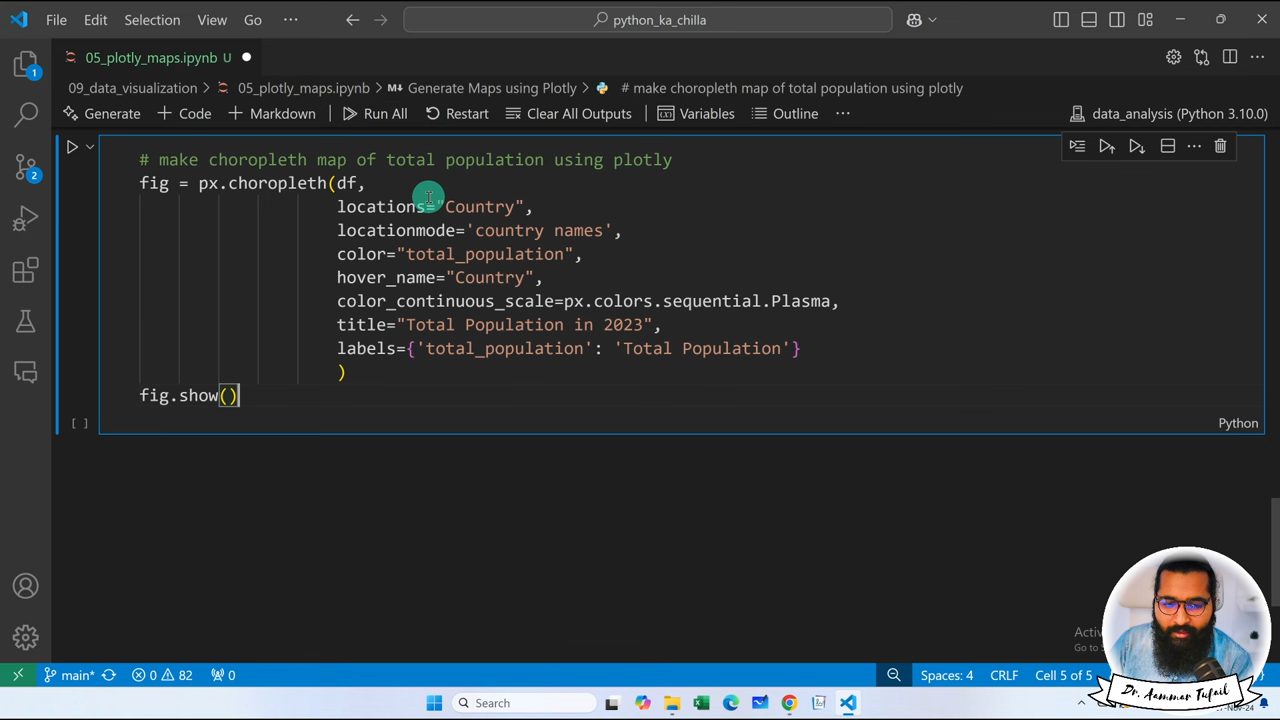 File Edit Selection View Go ··· python_ka_chilla
05_plotly_maps.ipynb U
1
09_data_visualization > 05_plotly_maps.ipynb > Generate Maps using Plotly > # make choropleth map of total population using plotly
Generate + Code + Markdown Run All Restart Clear All Outputs Variables Outline ··· data_analysis (Python 3.10.0)
# make choropleth map of total population using plotly
2
fig = px.choropleth(df,
locations="Country",
locationmode='country names',
color="total_population",
hover_name="Country",
color_continuous_scale=px.colors.sequential.Plasma,
title="Total Population in 2023",
labels={'total_population': 'Total Population'}
)
fig.show()
[ ] Python
Go to
main* 0 82 0 Spaces: 4 CRLF Cell 5 of 5
Dr. Aammar Tufail
Search